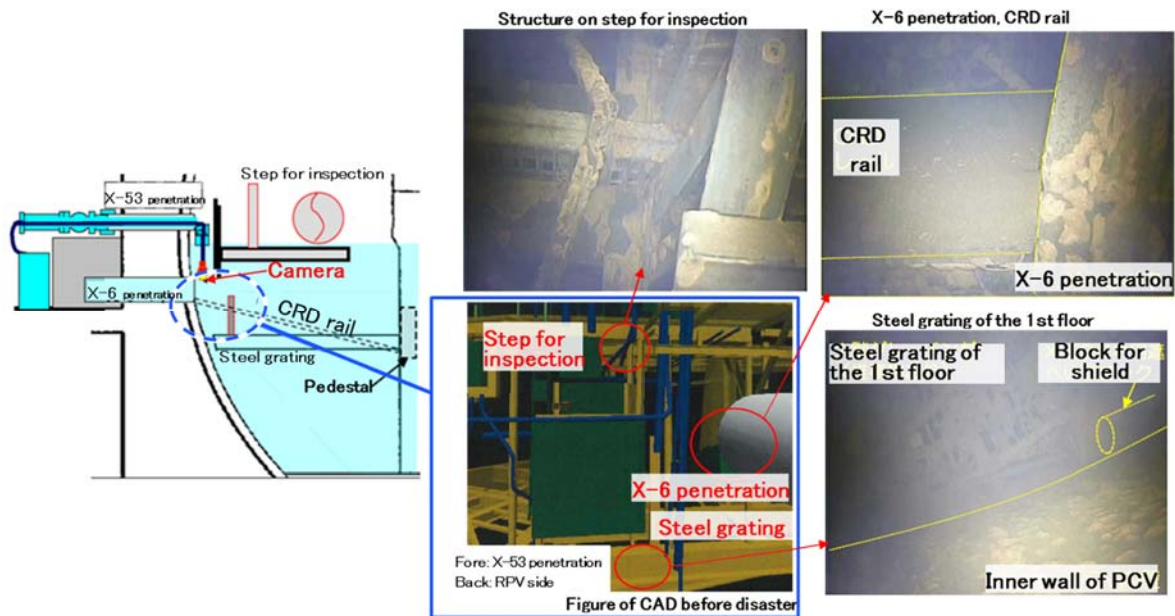 Structure on step for inspection
X-6 penetration, CRD rail
Step for inspection
X-53 penetration
Camera
X-6 penetration
CRD rail
Steel grating
Pedestal
CRD
rail
X-6 penetration
Step for
inspection
X-6 penetration
Steel grating
Fore: X-53 penetration
Back: RPV side
Figure of CAD before disaster
Steel grating of the 1st floor
Steel grating of
the 1st floor
Block for
shield
Inner wall of PCV